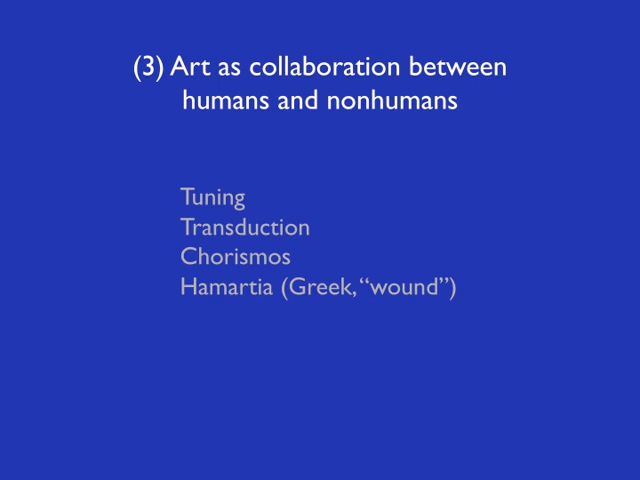 (3) Art as collaboration between
humans and nonhumans
Tuning
Transduction
Chorismos
Hamartia (Greek, “wound”)